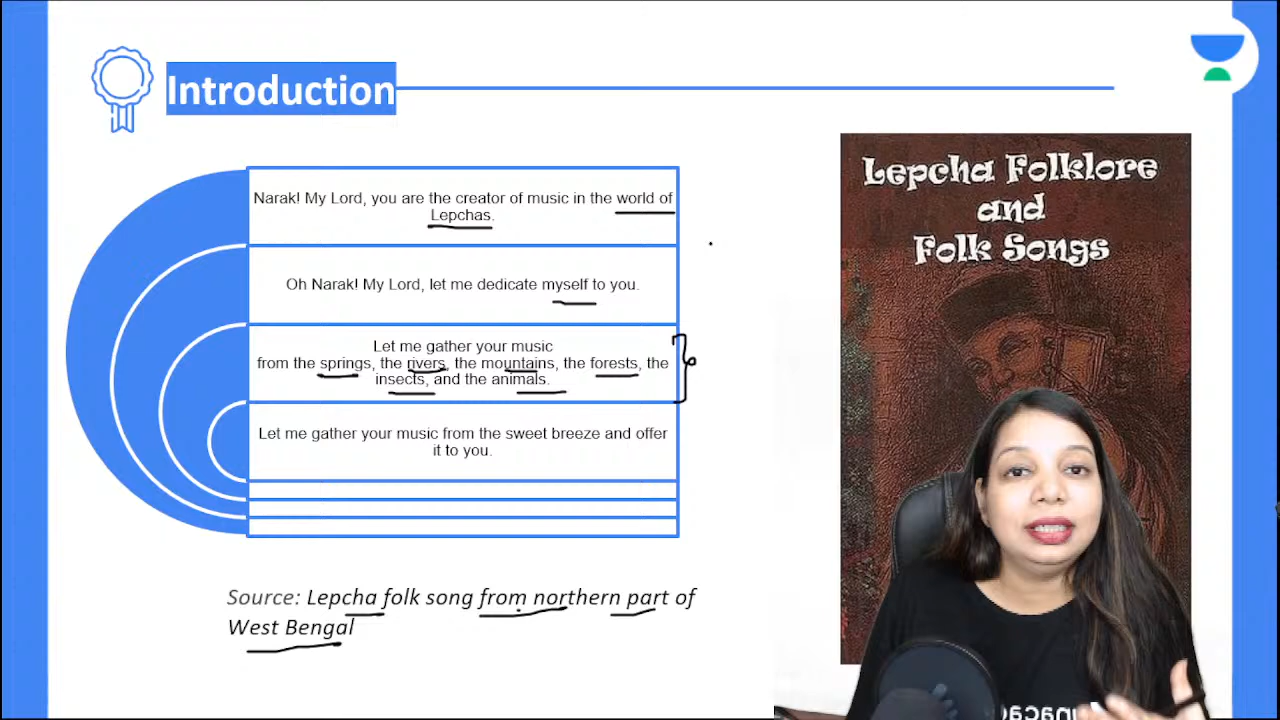 Introduction
Narak! My Lord, you are the creator of music in the world of
Lepchas.
Oh Narak! My Lord, let me dedicate myself to you.
Let me gather your music
from the springs, the rivers, the mountains, the forests, the
insects, and the animals.
Let me gather your music from the sweet breeze and offer
it to you.
Source: Lepcha folk song from northern part of
West Bengal
Lepcha Folklore
and
Folk Songs